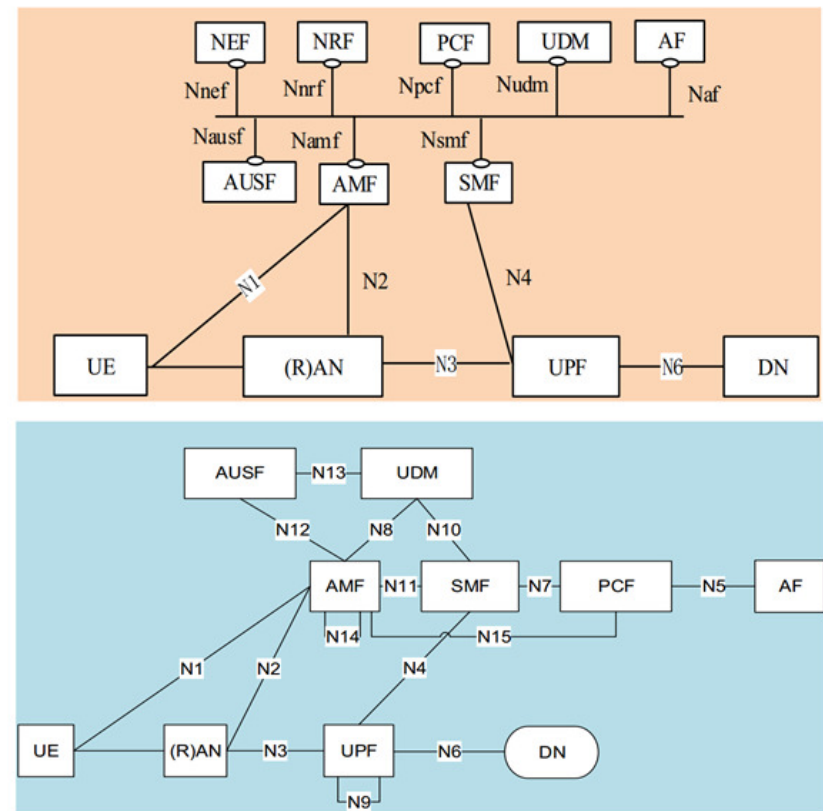 NEF NRF PCF UDM AF
Nnef Nnrf Npcf Nudm Naf
Nausf Namf Nsmf
AUSF AMF SMF
N1 N2 N4
UE (R)AN N3 UPF N6 DN
AUSF N13 UDM
N12 N8 N10
AMF N11 SMF N7 PCF N5 AF
N14 N15
N1 N2 N4
UE (R)AN N3 UPF N6 DN
N9